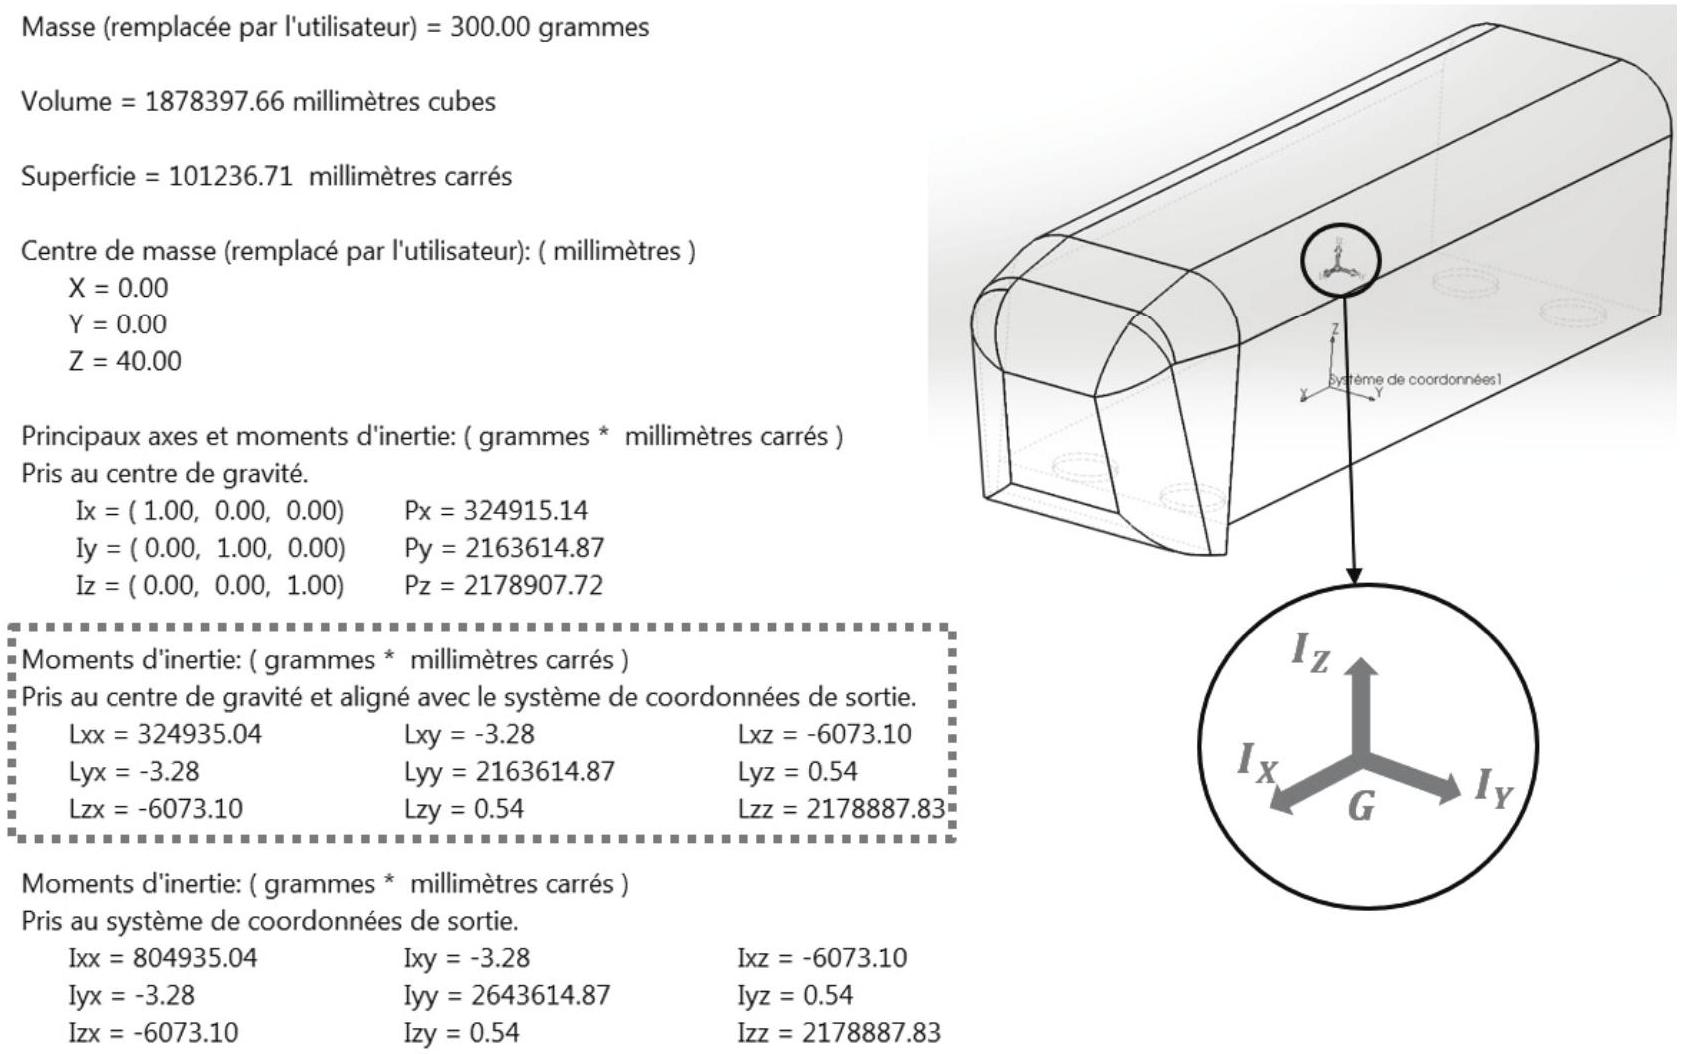 Masse (remplacée par l'utilisateur) = 300.00 grammes
Volume = 1878397.66 millimètres cubes
Superficie = 101236.71 millimètres carrés
Centre de masse (remplacé par l'utilisateur): ( millimètres )
X = 0.00
Y = 0.00
Z = 40.00
Principaux axes et moments d'inertie: ( grammes * millimètres carrés )
Pris au centre de gravité.
Ix = ( 1.00, 0.00, 0.00) Px = 324915.14
Iy = ( 0.00, 1.00, 0.00) Py = 2163614.87
Iz = ( 0.00, 0.00, 1.00) Pz = 2178907.72
Moments d'inertie: ( grammes * millimètres carrés )
Pris au centre de gravité et aligné avec le système de coordonnées de sortie.
Lxx = 324935.04 Lxy = -3.28 Lxz = -6073.10
Lyx = -3.28 Lyy = 2163614.87 Lyz = 0.54
Lzx = -6073.10 Lzy = 0.54 Lzz = 2178887.83
Moments d'inertie: ( grammes * millimètres carrés )
Pris au système de coordonnées de sortie.
Ixx = 804935.04 Ixy = -3.28 Ixz = -6073.10
Iyx = -3.28 Iyy = 2643614.87 Iyz = 0.54
Izx = -6073.10 Izy = 0.54 Izz = 2178887.83
Z
Système de coordonnées1
X
Y
I_Z
I_X
I_Y
G